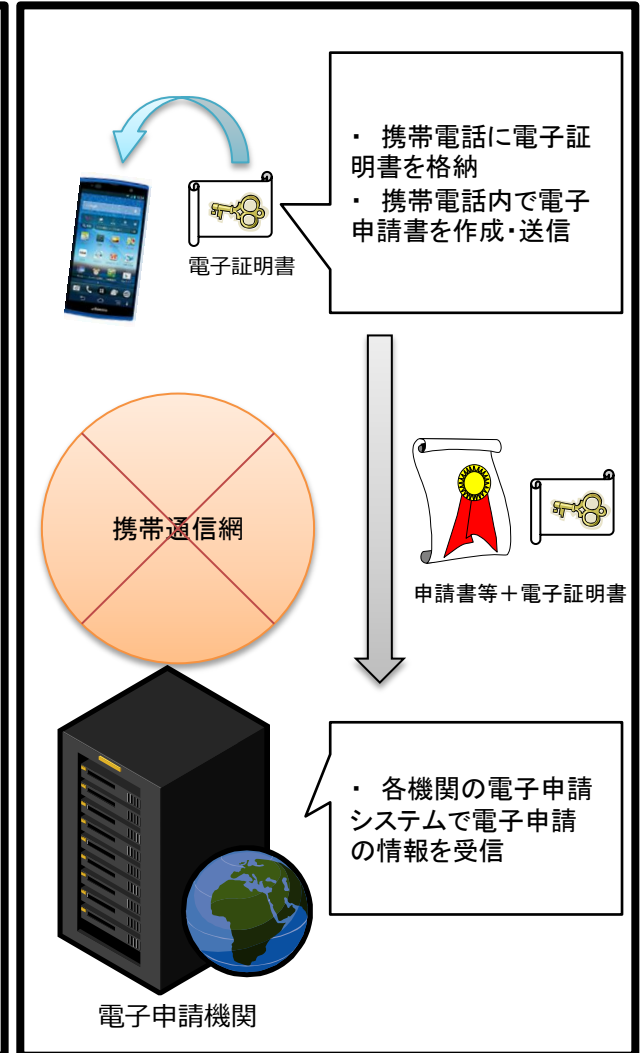 ・ 携帯電話に電子証
明書を格納
・ 携帯電話内で電子
申請書を作成・送信
電子証明書
携帯通信網
申請書等＋電子証明書
・ 各機関の電子申請
システムで電子申請
の情報を受信
電子申請機関